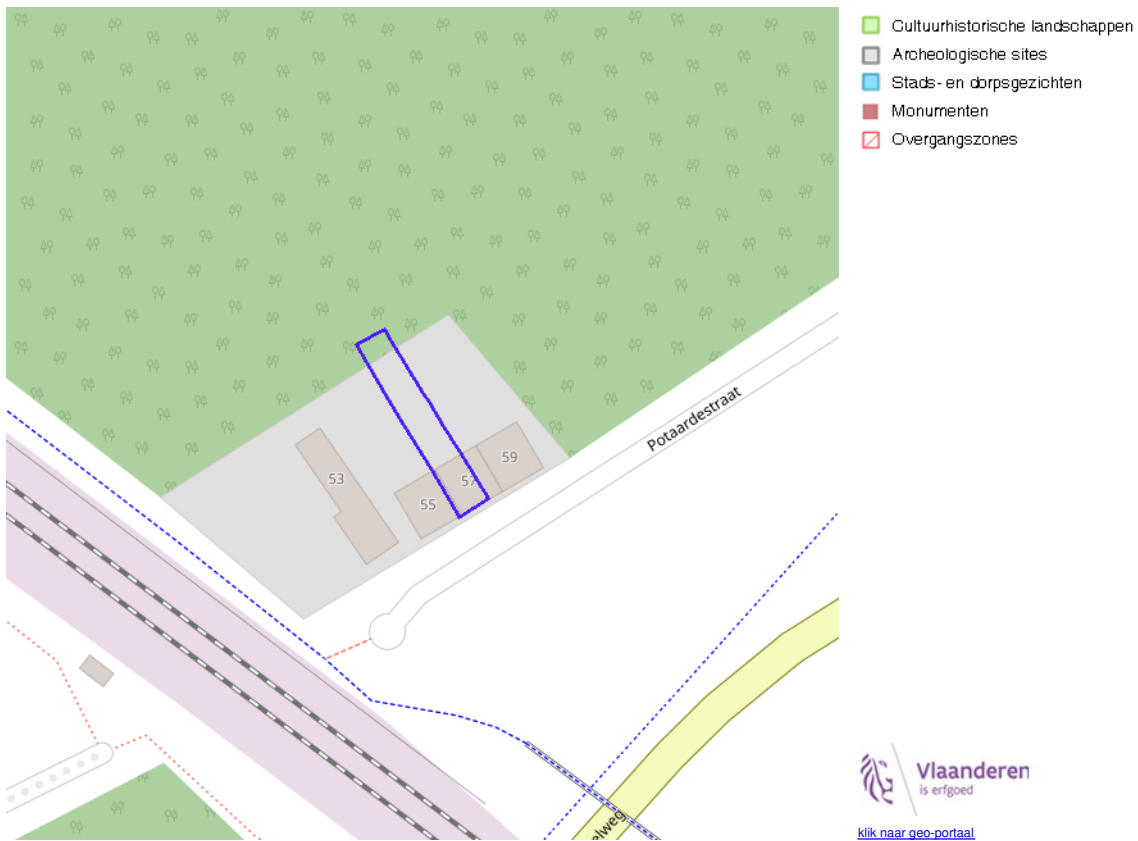 Cultuurhistorische landschappen
Archeologische sites
Stads- en dorpsgezichten
Monumenten
Overgangszones
Potaardestraat
59
53
57
55
elweg
Vlaanderen
is erfgoed
klik naar geo-portaal